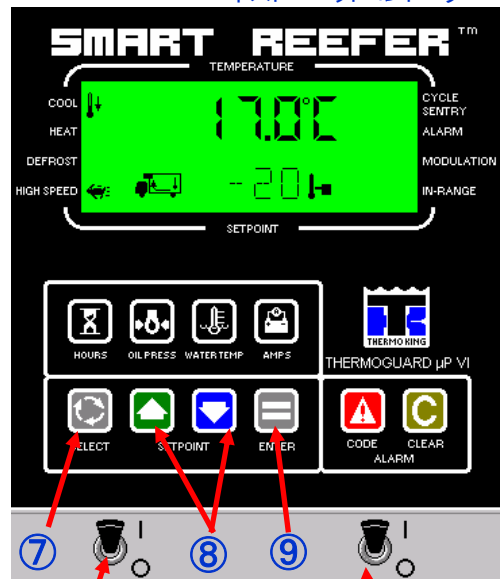 SMART REEFER™
TEMPERATURE
COOL
HEAT
DEFROST
HIGH SPEED
17.0°C
-20
CYCLE
SENTRY
ALARM
MODULATION
IN-RANGE
SETPOINT
HOURS
OIL PRESS
WATER TEMP
AMPS
THERMO KING
THERMOGUARD µP VI
SELECT
SETPOINT
ENTER
C
CODE
CLEAR
ALARM
⑦
I
O
⑧
⑨
I
O